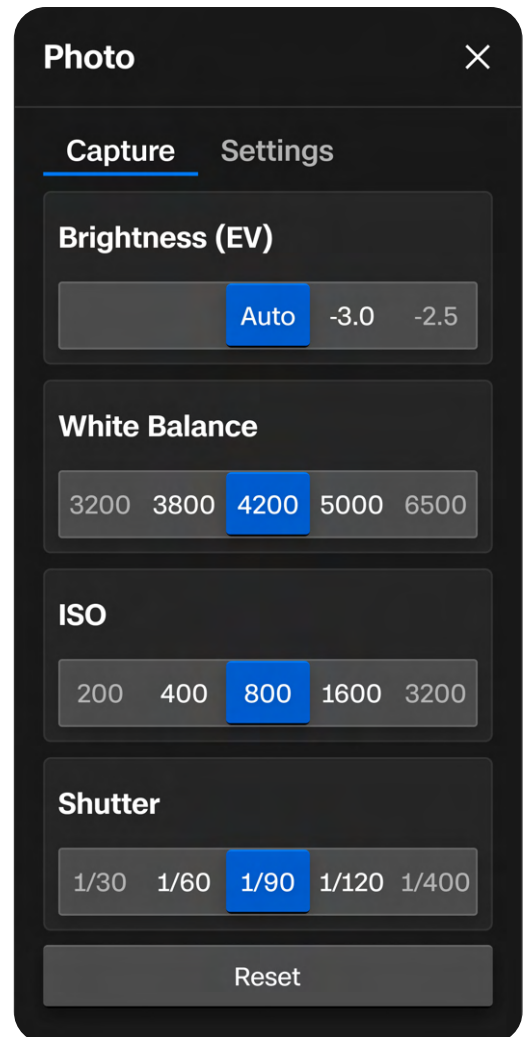 Photo
Capture Settings
Brightness (EV)
Auto -3.0 -2.5
White Balance
3200 3800 4200 5000 6500
ISO
200 400 800 1600 3200
Shutter
1/30 1/60 1/90 1/120 1/400
Reset